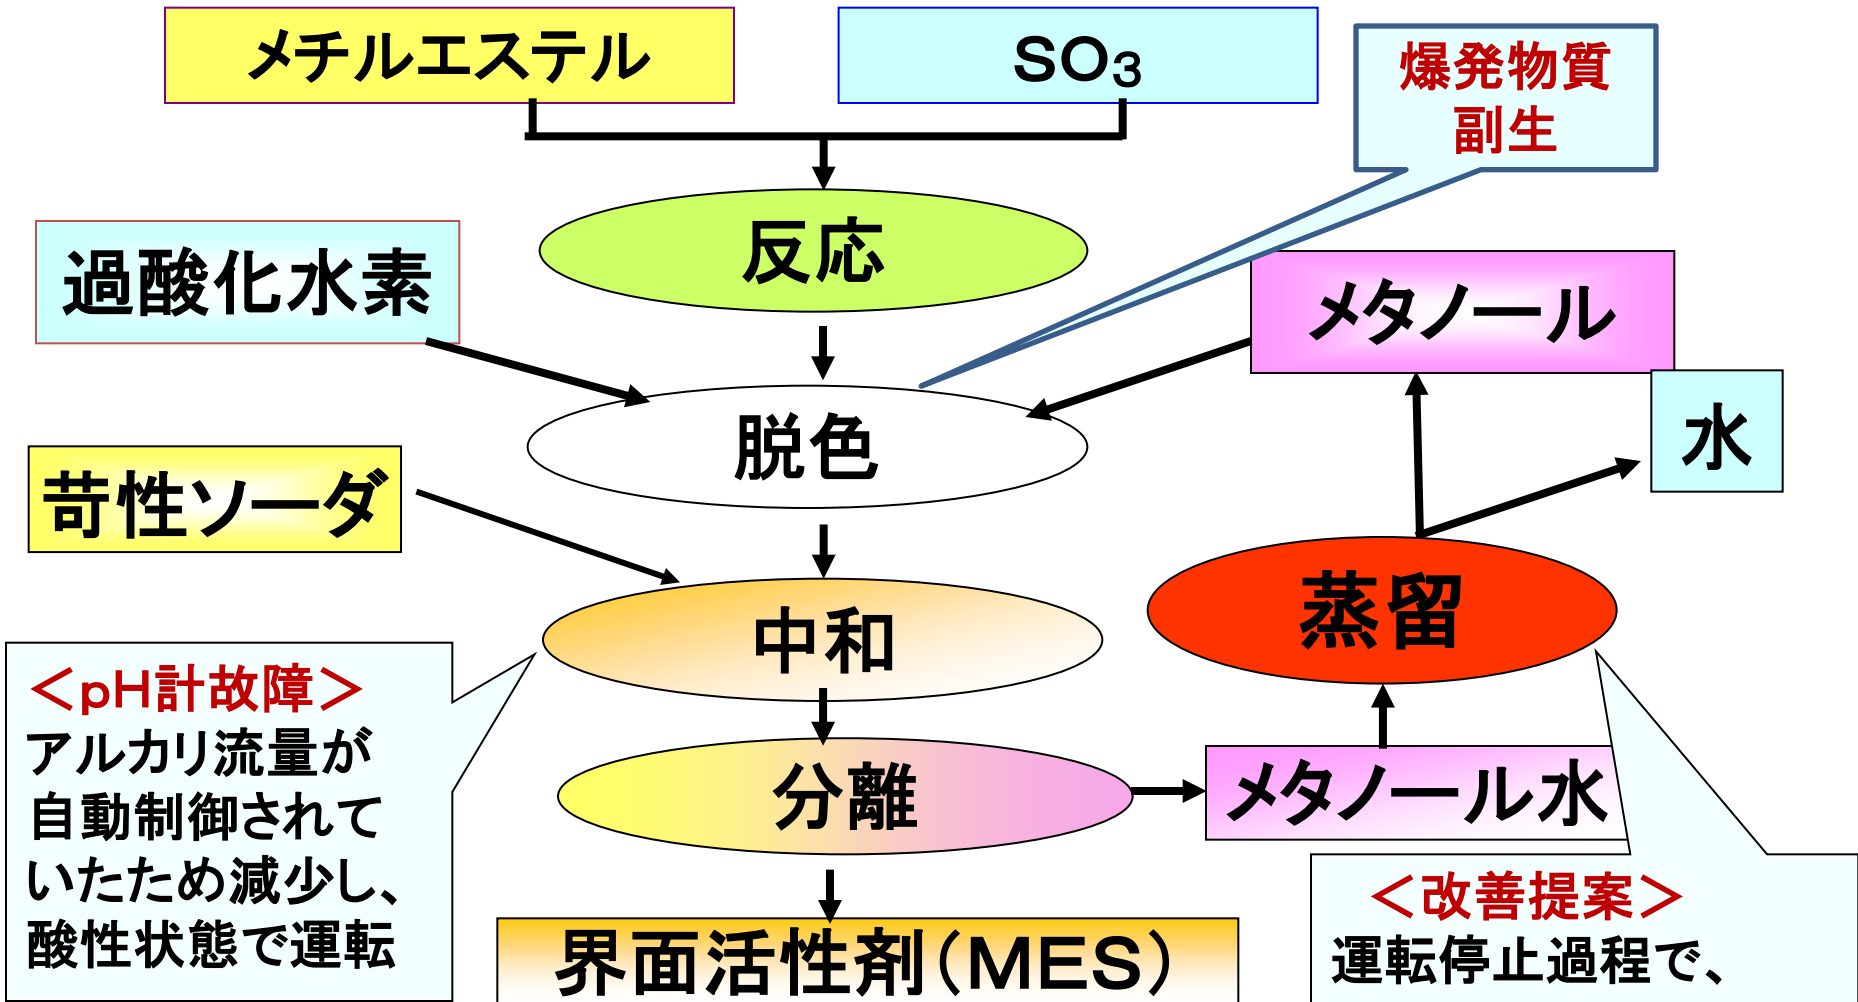 メチルエステル
SO₃
爆発物質
副生
反応
過酸化水素
メタノール
脱色
水
苛性ソーダ
蒸留
中和
<pH計故障>
アルカリ流量が
自動制御されて
いたため減少し、
酸性状態で運転
分離
メタノール水
<改善提案>
運転停止過程で、
界面活性剤(MES)